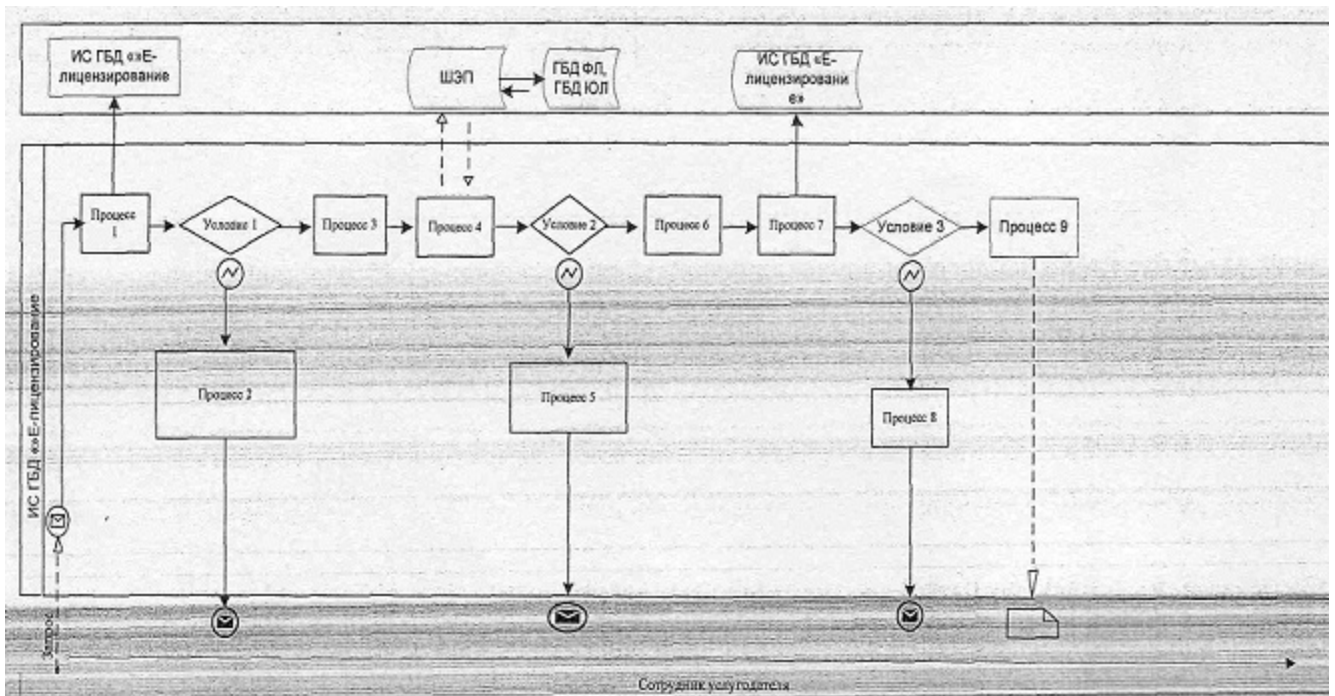 ИС ГБД «»Е-
лицензирование
ШЭП
ГБД ФЛ,
ГБД ЮЛ
ИС ГБД «Е-
лицензировани
е»
Процесс
1
Условие 1
Процесс 3
Процесс 4
Условие 2
Процесс 6
Процесс 7
Условие 3
Процесс 9
Процесс 2
Процесс 5
Процесс 8
ИС ГБД «»Е-лицензирование
Запрос
Сотрудник услугодателя